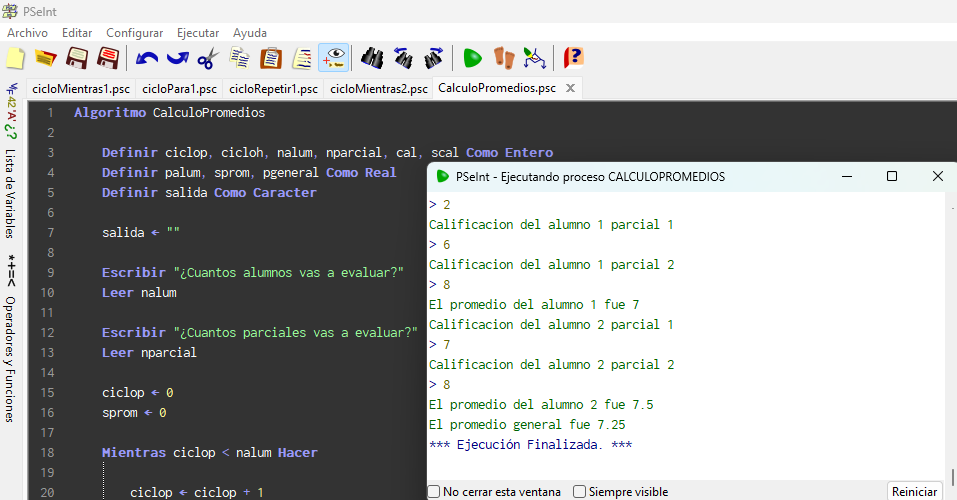 PSeInt
Archivo Editar Configurar Ejecutar Ayuda
cicloMientras1.psc cicloPara1.psc cicloRepetir1.psc cicloMientras2.psc CalculoPromedios.psc
Lista de Variables
*+=< Operadores y Funciones
1 Algoritmo CalculoPromedios
2
3 Definir ciclop, cicloh, nalum, nparcial, cal, scal Como Entero
4 Definir palum, sprom, pgeneral Como Real
5 Definir salida Como Caracter
6
7 salida ← ""
8
9 Escribir "¿Cuantos alumnos vas a evaluar?"
10 Leer nalum
11
12 Escribir "¿Cuantos parciales vas a evaluar?"
13 Leer nparcial
14
15 ciclop ← 0
16 sprom ← 0
17
18 Mientras ciclop < nalum Hacer
19
20 ciclop ← ciclop + 1
PSeInt - Ejecutando proceso CALCULOPROMEDIOS
> 2
Calificacion del alumno 1 parcial 1
> 6
Calificacion del alumno 1 parcial 2
> 8
El promedio del alumno 1 fue 7
Calificacion del alumno 2 parcial 1
> 7
Calificacion del alumno 2 parcial 2
> 8
El promedio del alumno 2 fue 7.5
El promedio general fue 7.25
*** Ejecución Finalizada. ***
No cerrar esta ventana Siempre visible Reiniciar